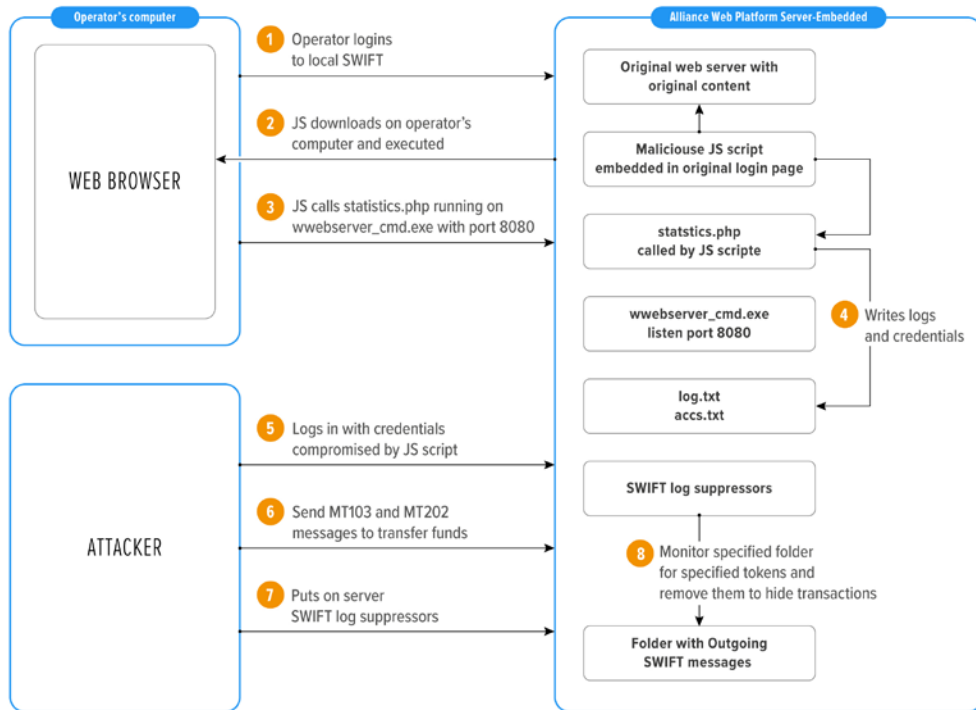 Operator's computer
WEB BROWSER
1
Operator logins
to local SWIFT
2
JS downloads on operator's
computer and executed
3
JS calls statistics.php running on
wwebserver_cmd.exe with port 8080
Alliance Web Platform Server-Embedded
Original web server with
original content
Maliciouse JS script
embedded in original login page
statstics.php
called by JS scripte
wwebserver_cmd.exe
listen port 8080
4
Writes logs
and credentials
log.txt
accs.txt
ATTACKER
5
Logs in with credentials
compromised by JS script
6
Send MT103 and MT202
messages to transfer funds
7
Puts on server
SWIFT log suppressors
SWIFT log suppressors
8
Monitor specified folder
for specified tokens and
remove them to hide transactions
Folder with Outgoing
SWIFT messages